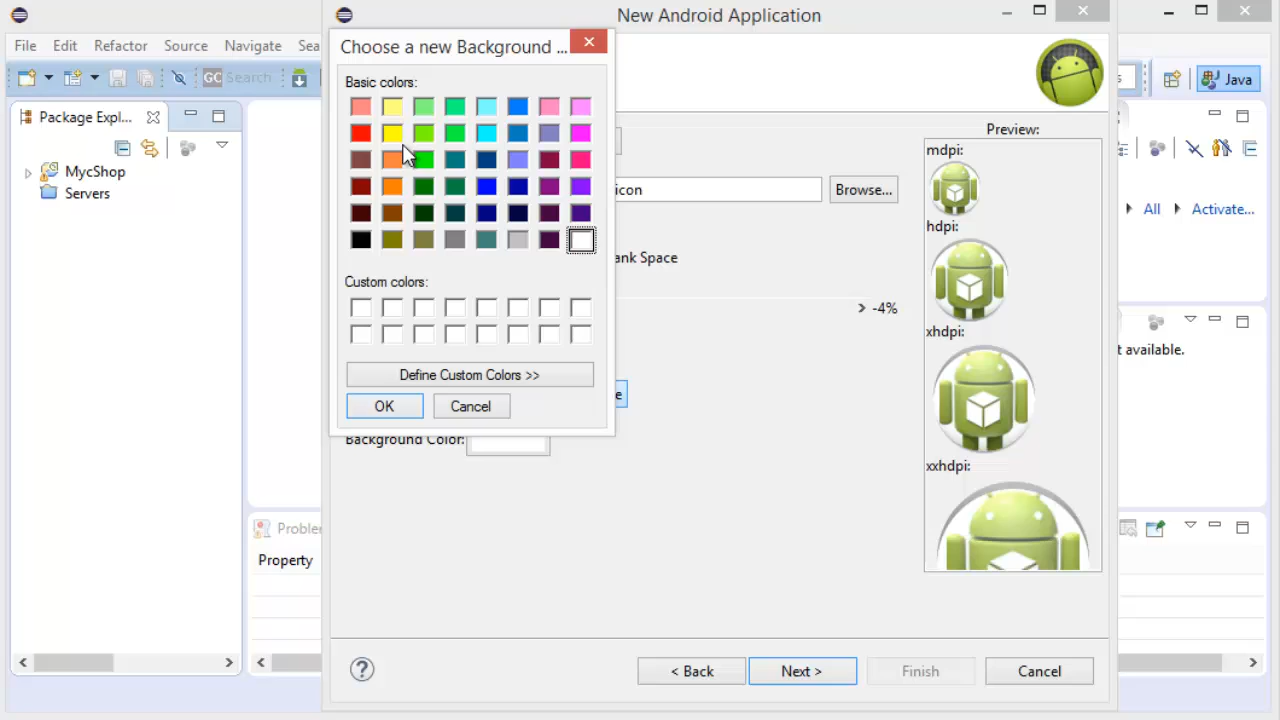 New Android Application
File Edit Refactor Source Navigate Sea
Choose a new Background ...
GC Search
s
Java
Basic colors:
Package Expl...
Preview:
mdpi:
MycShop
Servers
icon
Browse...
All
Activate...
hdpi:
ank Space
Custom colors:
-4%
xhdpi:
t available.
Define Custom Colors >>
e
OK
Cancel
Background Color:
xxhdpi:
Probler
Property
?
< Back
Next >
Finish
Cancel